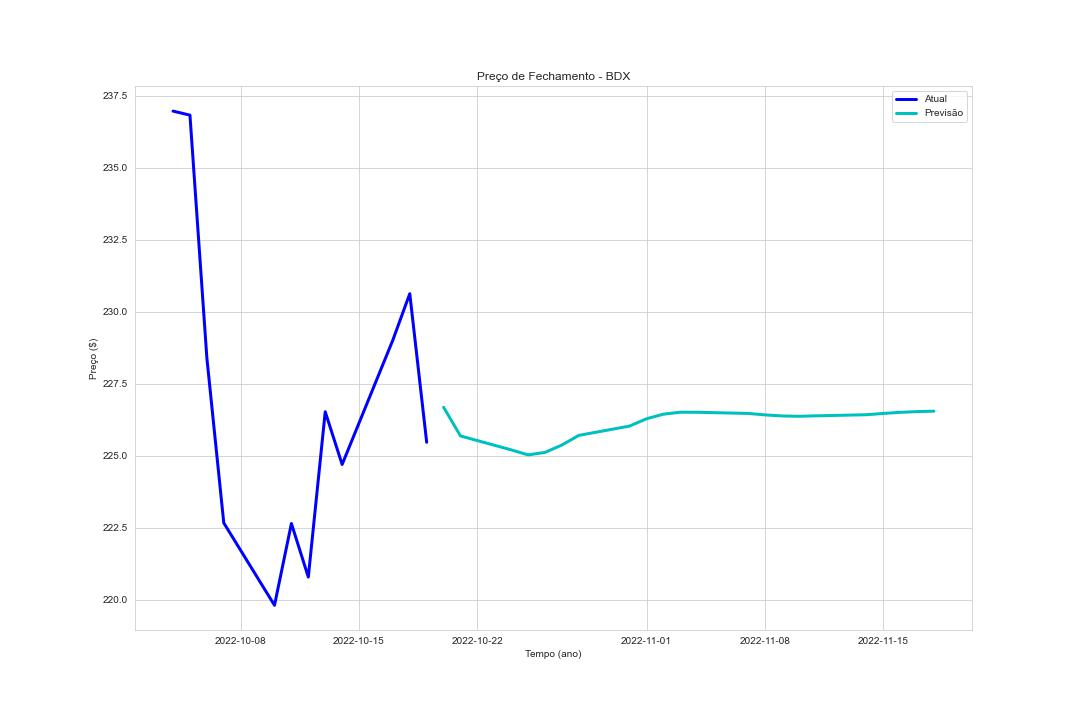 Preço de Fechamento - BDX
Atual
Previsão
237.5
235.0
232.5
230.0
227.5
225.0
222.5
220.0
Preço ($)
2022-10-08
2022-10-15
2022-10-22
2022-11-01
2022-11-08
2022-11-15
Tempo (ano)